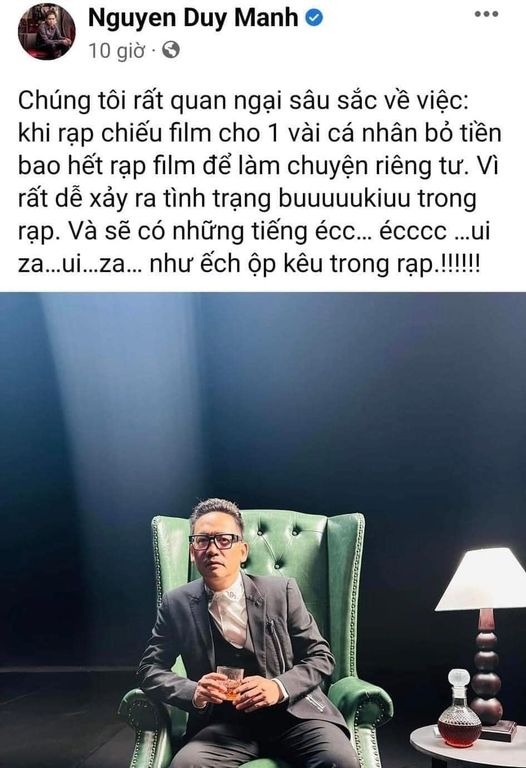 Nguyen Duy Manh
10 giờ
Chúng tôi rất quan ngại sâu sắc về việc:
khi rạp chiếu film cho 1 vài cá nhân bỏ tiền
bao hết rạp film để làm chuyện riêng tư. Vì
rất dễ xảy ra tình trạng buuuuukiuu trong
rạp. Và sẽ có những tiếng écc... écccc ...ui
za...ui...za... như ếch ộp kêu trong rạp.!!!!!!